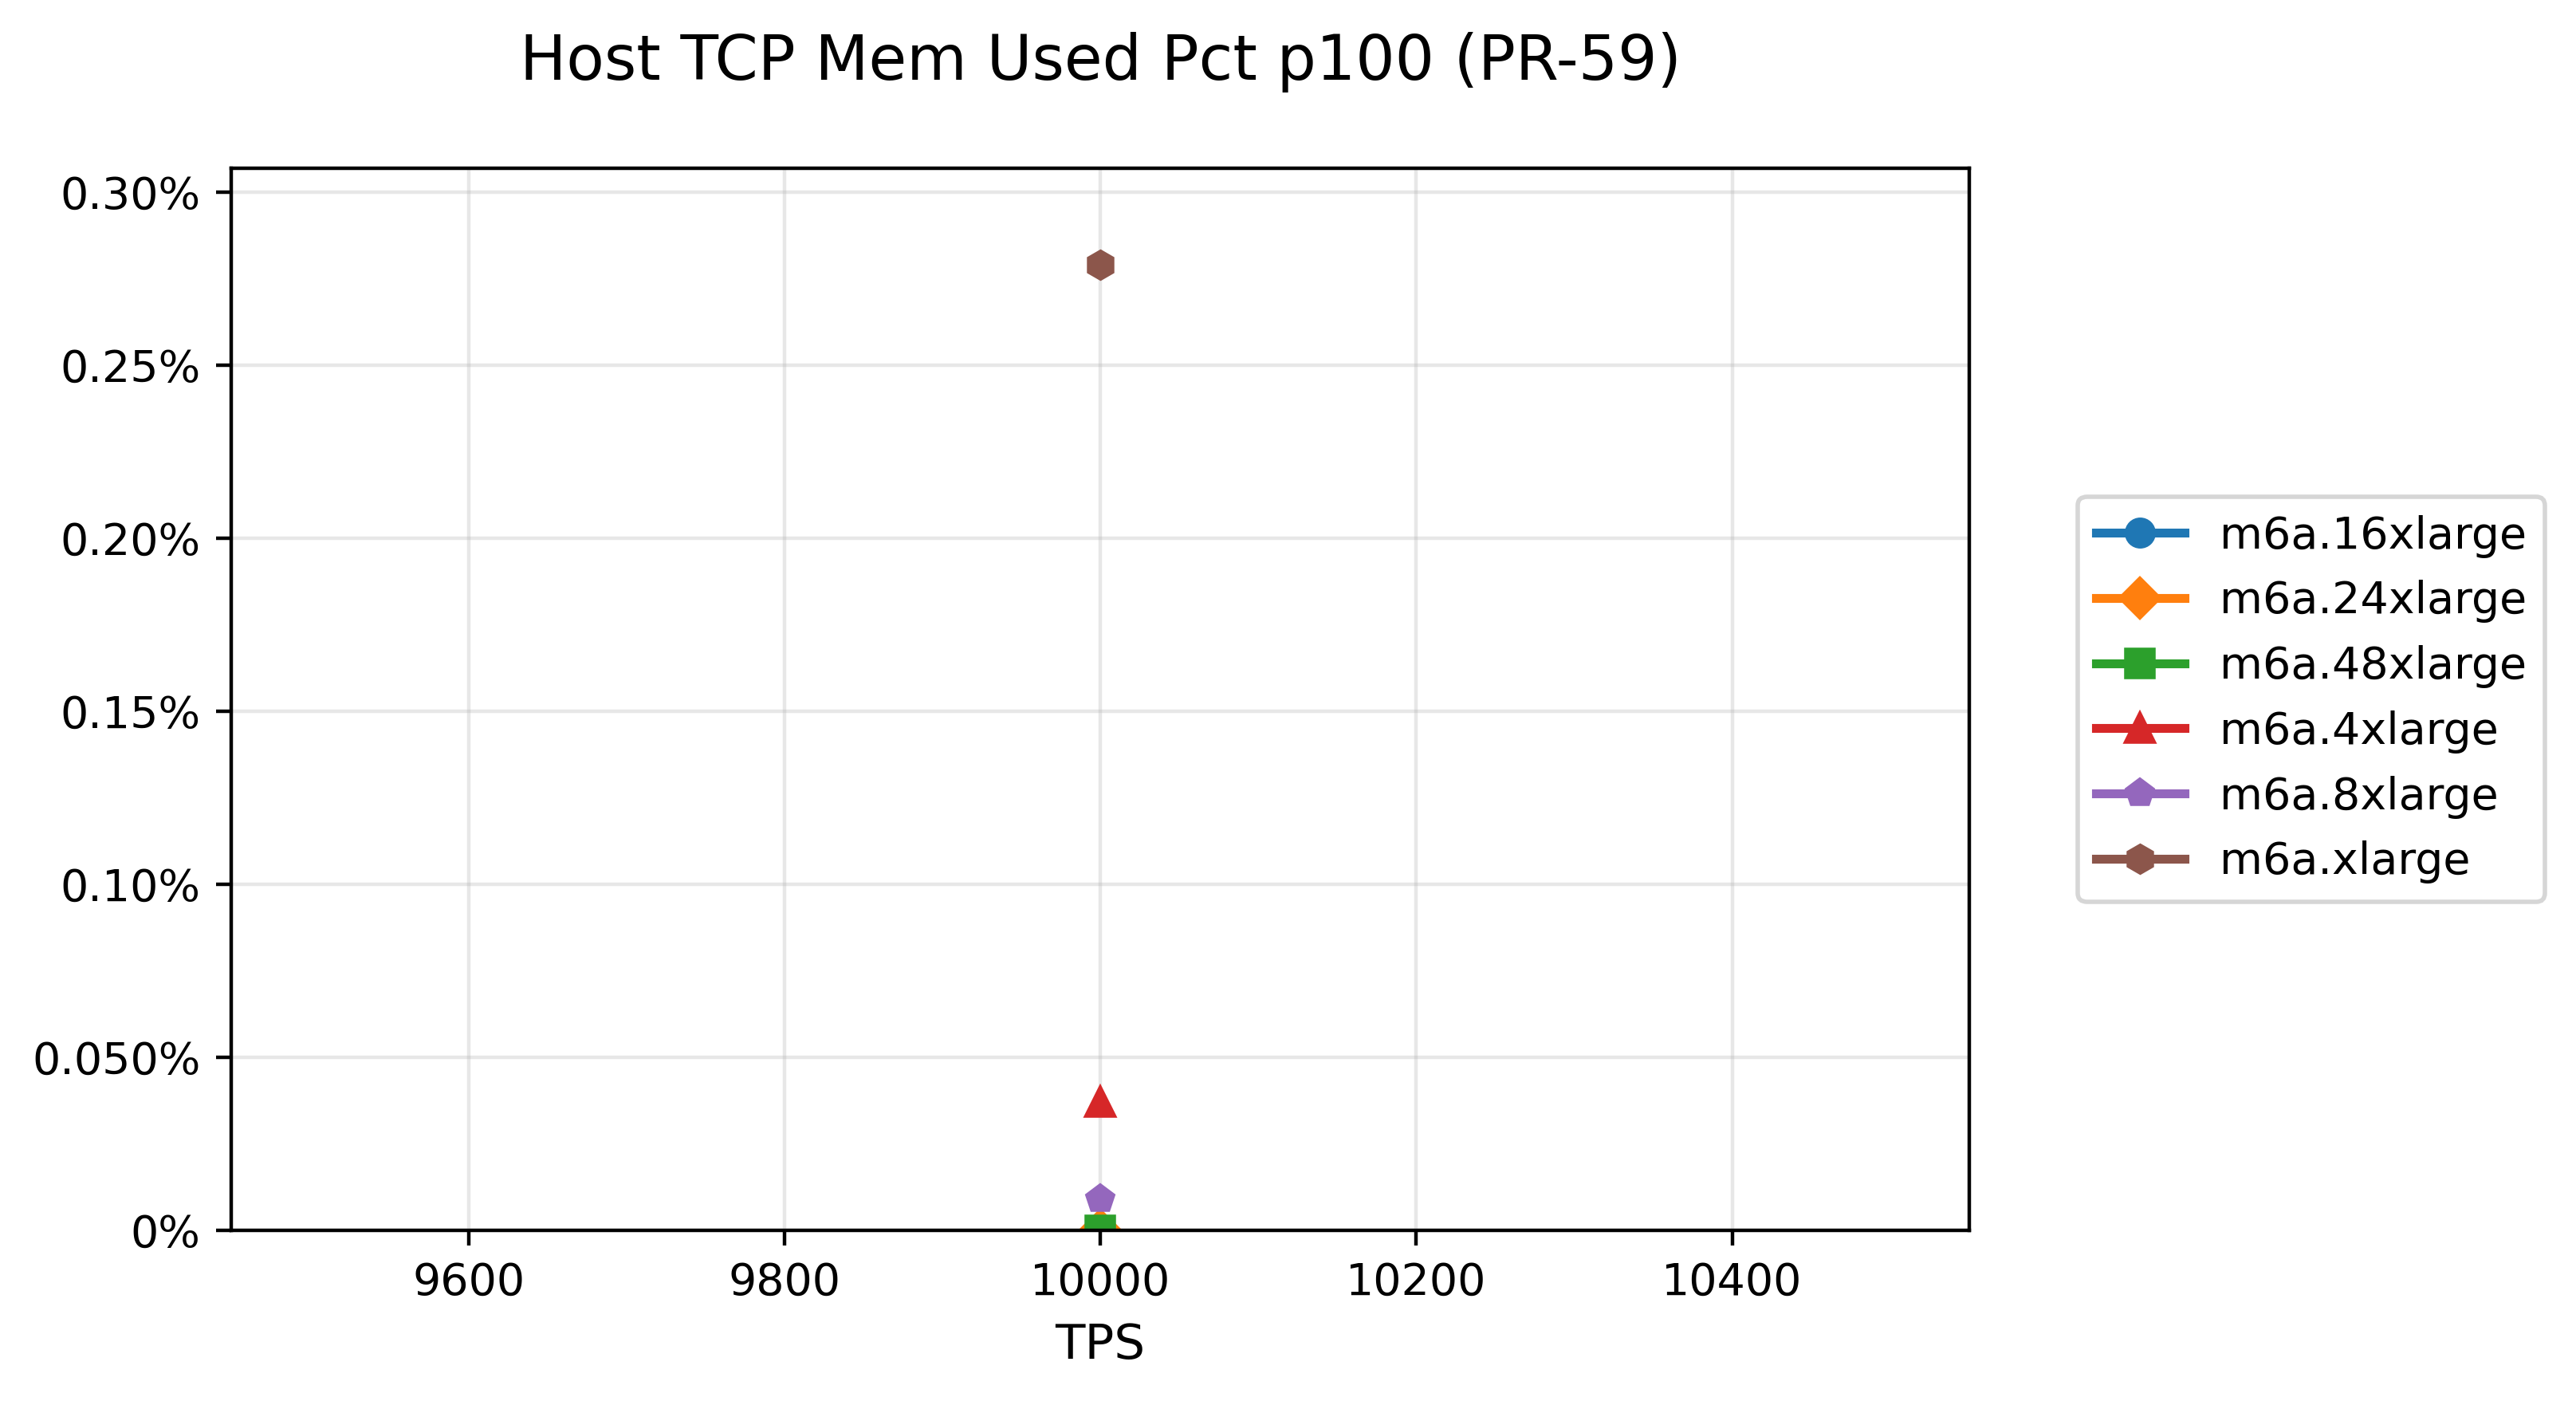 Host TCP Mem Used Pct p100 (PR-59)
0.30%
0.25%
0.20%
0.15%
0.10%
0.050%
0%
9600 9800 10000 10200 10400
TPS
m6a.16xlarge
m6a.24xlarge
m6a.48xlarge
m6a.4xlarge
m6a.8xlarge
m6a.xlarge